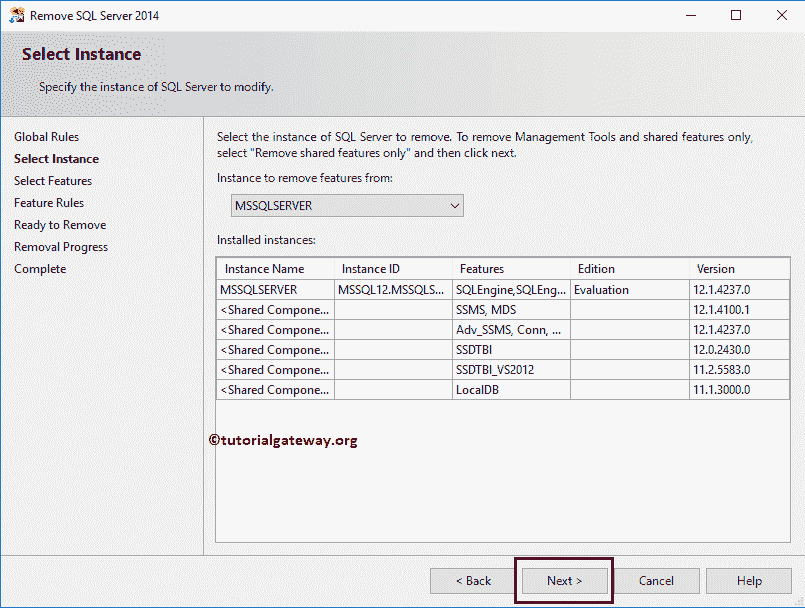 Remove SQL Server 2014
Select Instance
Specify the instance of SQL Server to modify.
Global Rules
Select Instance
Select Features
Feature Rules
Ready to Remove
Removal Progress
Complete
Select the instance of SQL Server to remove. To remove Management Tools and shared features only,
select "Remove shared features only" and then click next.
Instance to remove features from:
MSSQLSERVER
Installed instances:
Instance Name Instance ID Features Edition Version
MSSQLSERVER MSSQL12.MSSQLS... SQLEngine,SQLEng... Evaluation 12.1.4237.0
<Shared Compone... SSMS, MDS 12.1.4100.1
<Shared Compone... Adv_SSMS, Conn, ... 12.1.4237.0
<Shared Compone... SSDTBI 12.0.2430.0
<Shared Compone... SSDTBI_VS2012 11.2.5583.0
<Shared Compone... LocalDB 11.1.3000.0
©tutorialgateway.org
< Back Next > Cancel Help